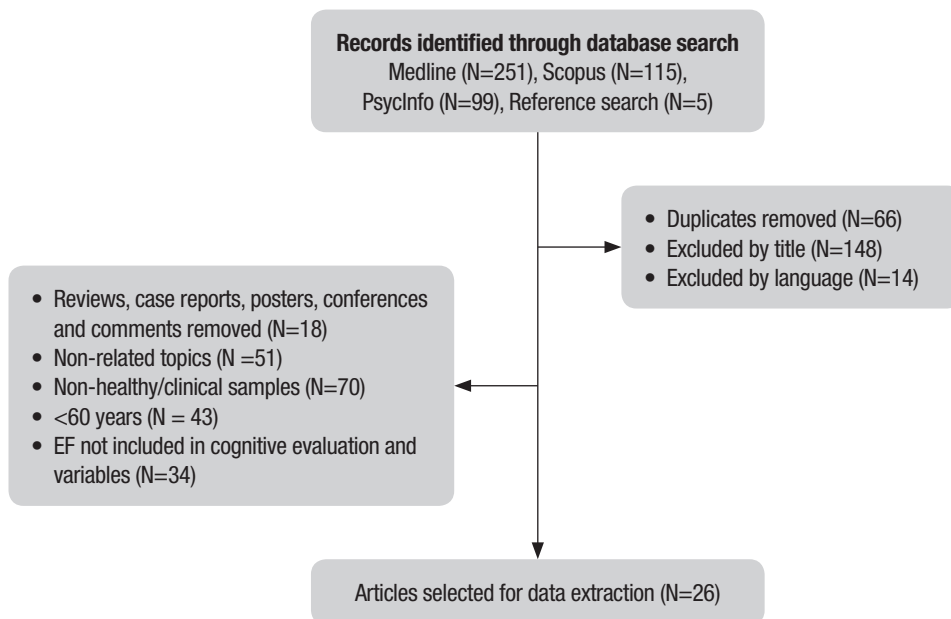 Records identified through database search
Medline (N=251), Scopus (N=115),
PsycInfo (N=99), Reference search (N=5)
• Duplicates removed (N=66)
• Excluded by title (N=148)
• Excluded by language (N=14)
• Reviews, case reports, posters, conferences
and comments removed (N=18)
• Non-related topics (N =51)
• Non-healthy/clinical samples (N=70)
• <60 years (N = 43)
• EF not included in cognitive evaluation and
variables (N=34)
Articles selected for data extraction (N=26)